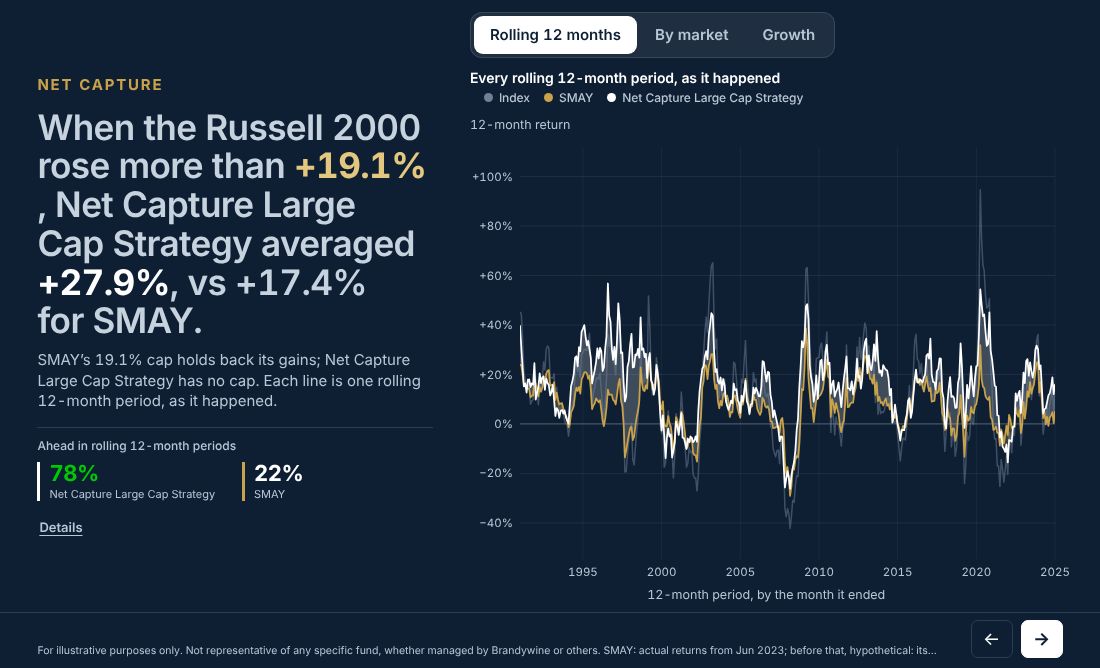 Rolling 12 months
By market
Growth
NET CAPTURE
When the Russell 2000
rose more than +19.1%
, Net Capture Large
Cap Strategy averaged
+27.9%, vs +17.4%
for SMAY.
SMAY’s 19.1% cap holds back its gains; Net Capture
Large Cap Strategy has no cap. Each line is one rolling
12-month period, as it happened.
Ahead in rolling 12-month periods
78%
Net Capture Large Cap Strategy
22%
SMAY
Details
Every rolling 12-month period, as it happened
Index
SMAY
Net Capture Large Cap Strategy
12-month return
+100%
+80%
+60%
+40%
+20%
0%
−20%
−40%
1995
2000
2005
2010
2015
2020
2025
12-month period, by the month it ended
For illustrative purposes only. Not representative of any specific fund, whether managed by Brandywine or others. SMAY: actual returns from Jun 2023; before that, hypothetical: its…